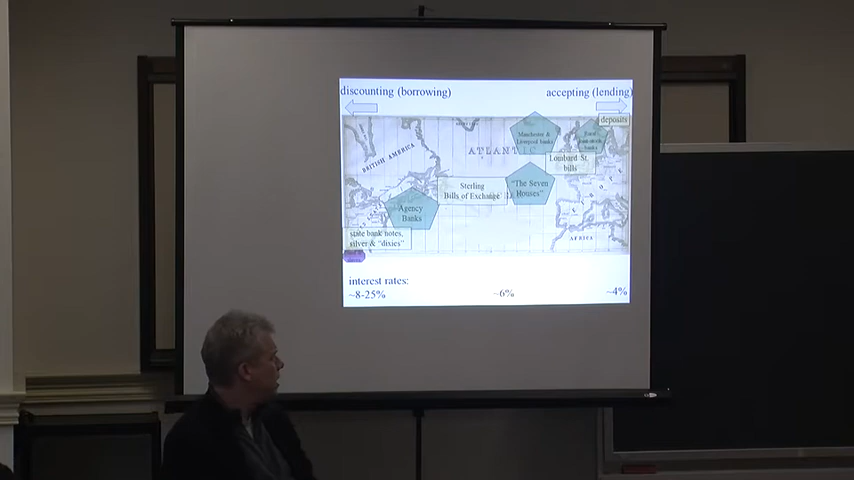 discounting (borrowing)
accepting (lending)
deposits
Manchester &
Liverpool banks
ATLANTIC
BRITISH AMERICA
Lombard St.
bills
Sterling
Bills of Exchange
"The Seven
Houses"
EUROPE
Agency
Banks
AFRICA
state bank notes,
silver & "dixies"
interest rates:
~8-25%
~6%
~4%